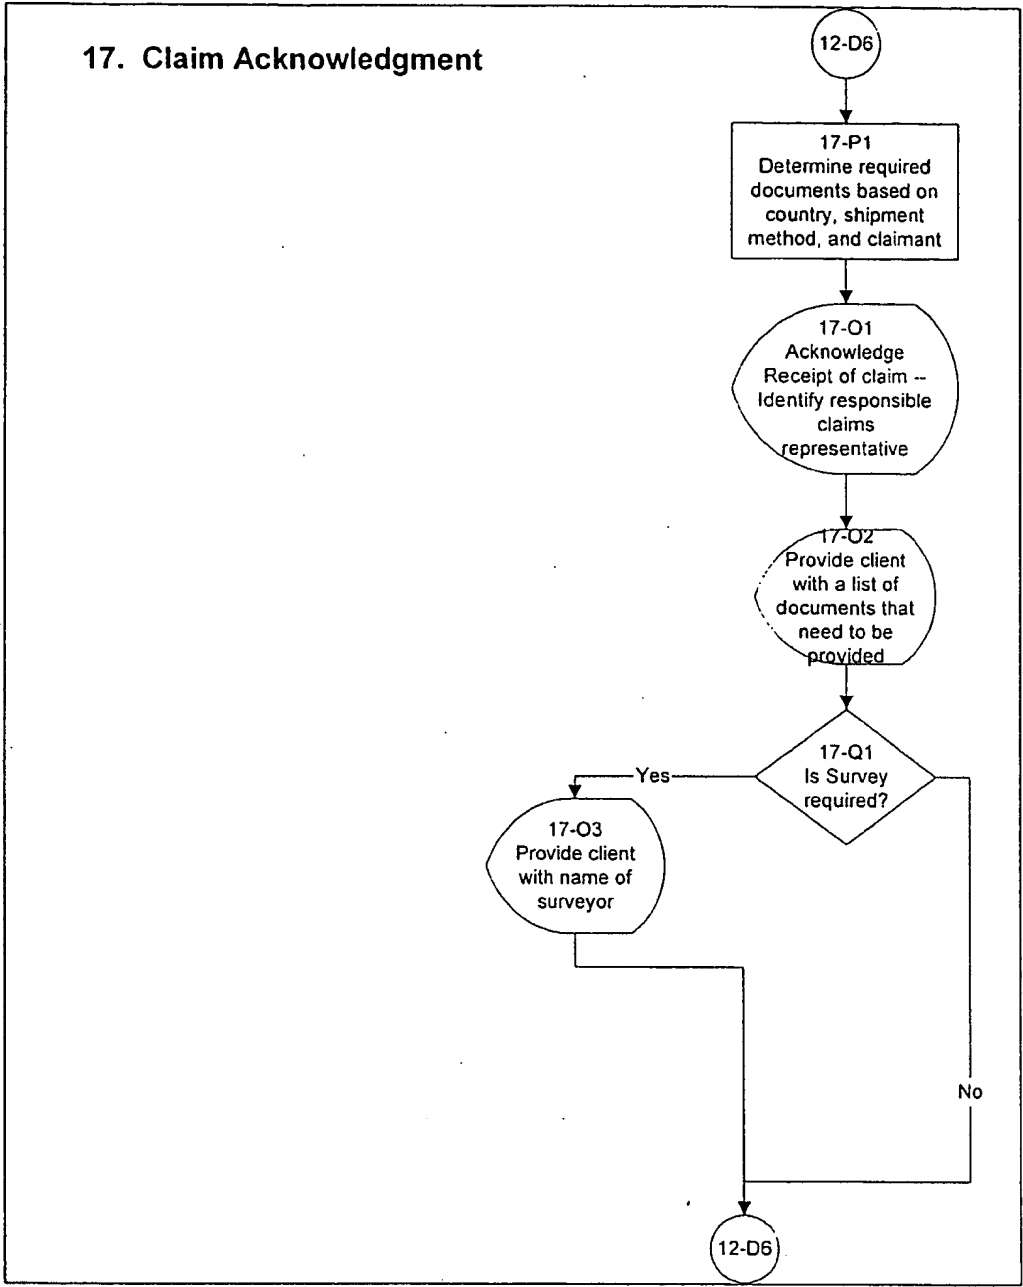 17. Claim Acknowledgment
12-D6
17-P1
Determine required
documents based on
country, shipment
method, and claimant
17-O1
Acknowledge
Receipt of claim --
Identify responsible
claims
representative
17-O2
Provide client
with a list of
documents that
need to be
provided
17-Q1
Is Survey
required?
Yes
17-O3
Provide client
with name of
surveyor
No
12-D6